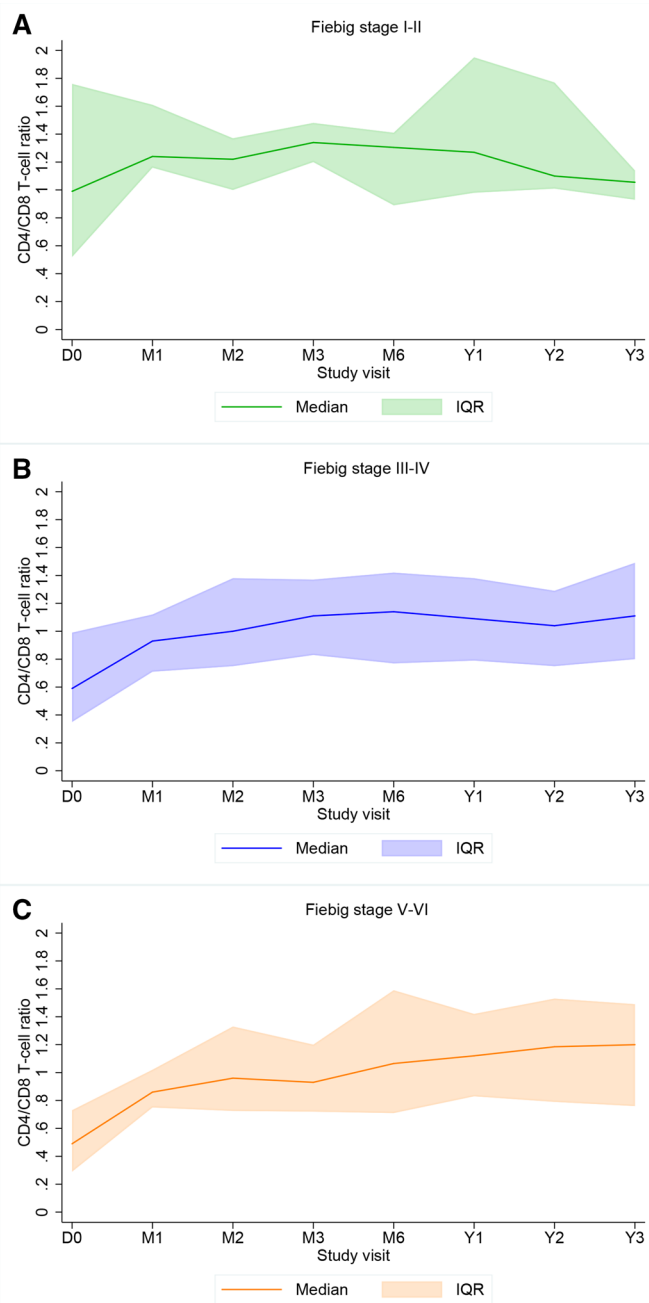 A
Fiebig stage I-II
CD4/CD8 T-cell ratio
2
1.8
1.6
1.4
1.2
1
.8
.6
.4
.2
0
D0 M1 M2 M3 M6 Y1 Y2 Y3
Study visit
Median IQR
B
Fiebig stage III-IV
CD4/CD8 T-cell ratio
2
1.8
1.6
1.4
1.2
1
.8
.6
.4
.2
0
D0 M1 M2 M3 M6 Y1 Y2 Y3
Study visit
Median IQR
C
Fiebig stage V-VI
CD4/CD8 T-cell ratio
2
1.8
1.6
1.4
1.2
1
.8
.6
.4
.2
0
D0 M1 M2 M3 M6 Y1 Y2 Y3
Study visit
Median IQR